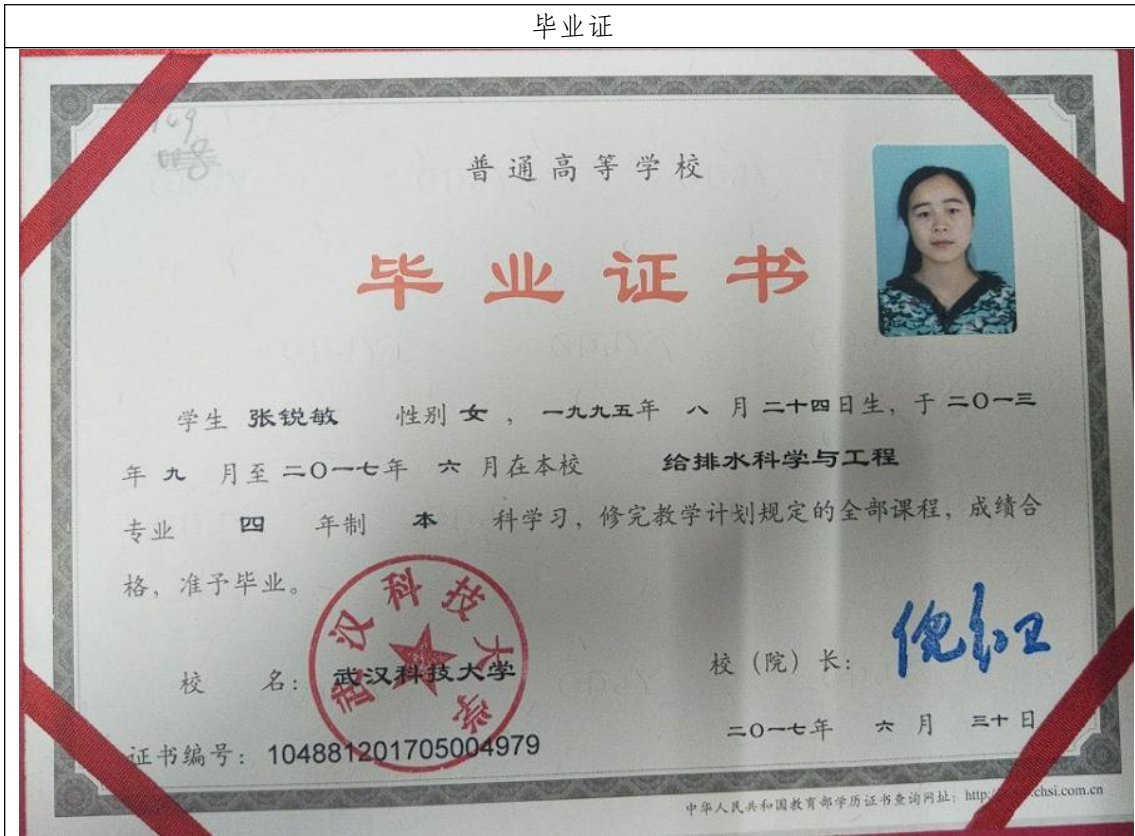 毕业证
普通高等学校
毕业证书
学生 张锐敏 性别 女 ，一九九五年 八 月 二十四日生，于 二〇一三
年 九 月至 二〇一七年 六 月在本校 给排水科学与工程
专业 四 年制 本 科学习，修完教学计划规定的全部课程，成绩合
格，准予毕业。
武汉科技大学
校 名： 武汉科技大学
校（院）长：
二〇一七年 六 月 三十 日
证书编号：104881201705004979
中华人民共和国教育部学历证书查询网址：http:/ .chsi.com.cn